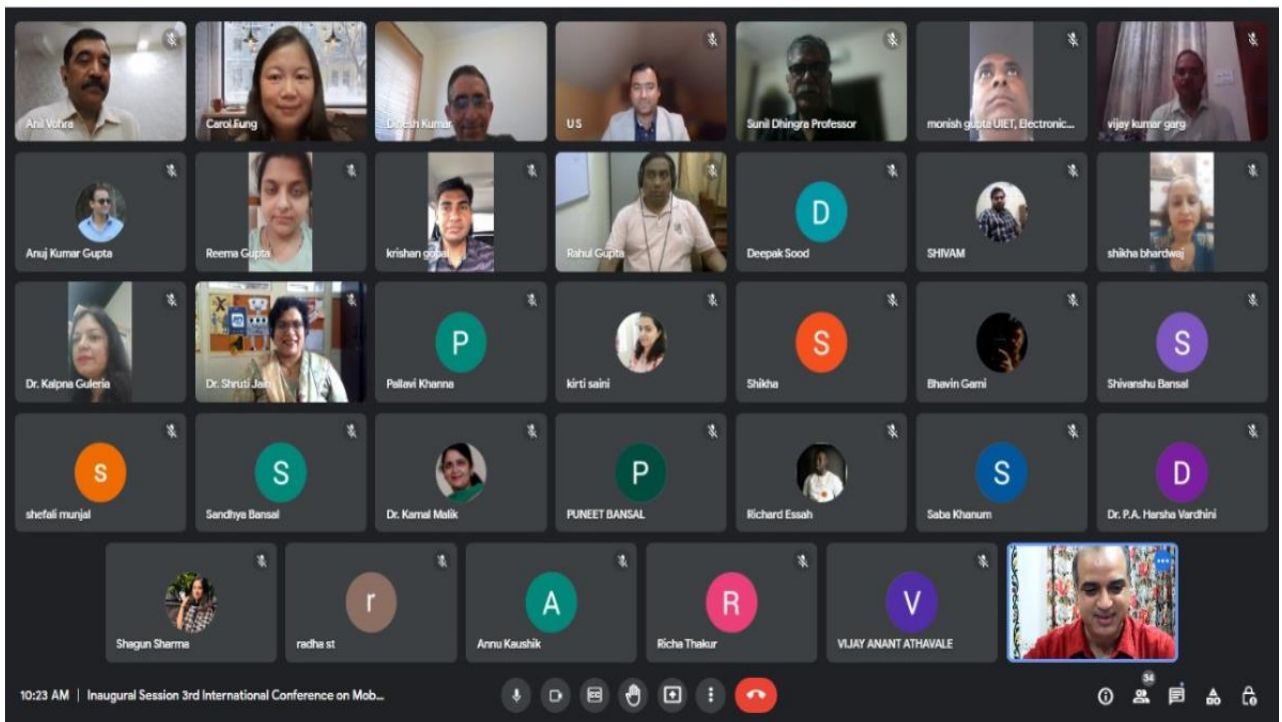 Anil Vohra
Carol Fung
Dinesh Kumar
US
Sunil Dhingra Professor
monish gupta UIET, Electronic...
vijay kumar garg
Anuj Kumar Gupta
Reema Gupta
krishan gopal
Rahul Gupta
D
Deepak Sood
SHIVAM
shikha bhardwaj
Dr. Kalpna Guleria
Dr. Shruti Jain
P
Pallavi Khanna
kirti saini
S
Shikha
Bhavin Gami
S
Shivanshu Bansal
s
shefali munjal
S
Sandhya Bansal
Dr. Kamal Malik
P
PUNEET BANSAL
Richard Essah
S
Saba Khanum
D
Dr. P.A. Harsha Vardhini
Shagun Sharma
r
radha st
A
Annu Kaushik
R
Richa Thakur
V
VIJAY ANANT ATHAVALE
10:23 AM | Inaugural Session 3rd International Conference on Mob...
34